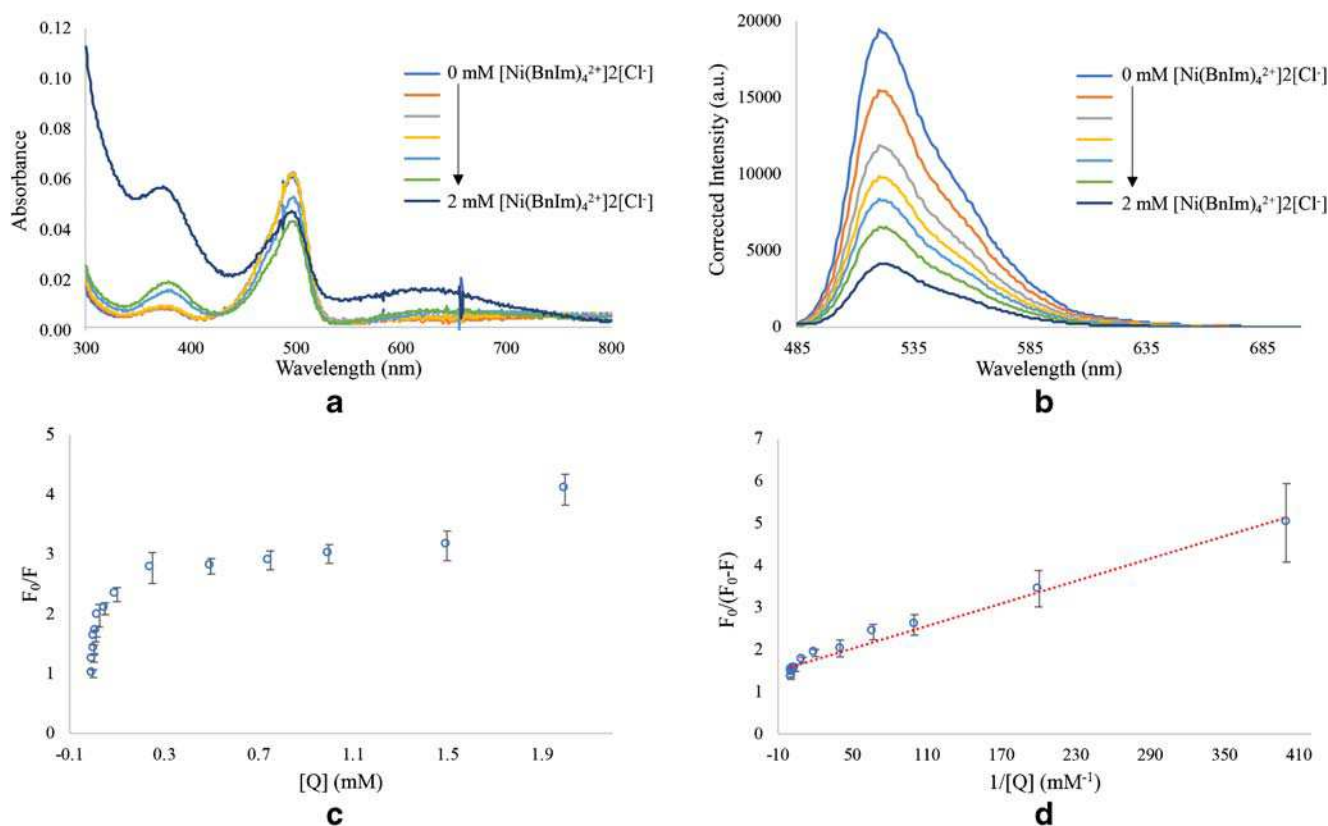 0.12
0.10
0.08
0.06
0.04
0.02
0.00
Absorbance
0 mM [Ni(BnIm)₄²⁺]2[Cl⁻]
2 mM [Ni(BnIm)₄²⁺]2[Cl⁻]
300 400 500 600 700 800
Wavelength (nm)
a
20000
15000
10000
5000
0
Corrected Intensity (a.u.)
0 mM [Ni(BnIm)₄²⁺]2[Cl⁻]
2 mM [Ni(BnIm)₄²⁺]2[Cl⁻]
485 535 585 635 685
Wavelength (nm)
b
5
4
3
2
1
0
F₀/F
-0.1 0.3 0.7 1.1 1.5 1.9
[Q] (mM)
c
7
6
5
4
3
2
1
0
F₀/(F₀-F)
-10 50 110 170 230 290 350 410
1/[Q] (mM⁻¹)
d